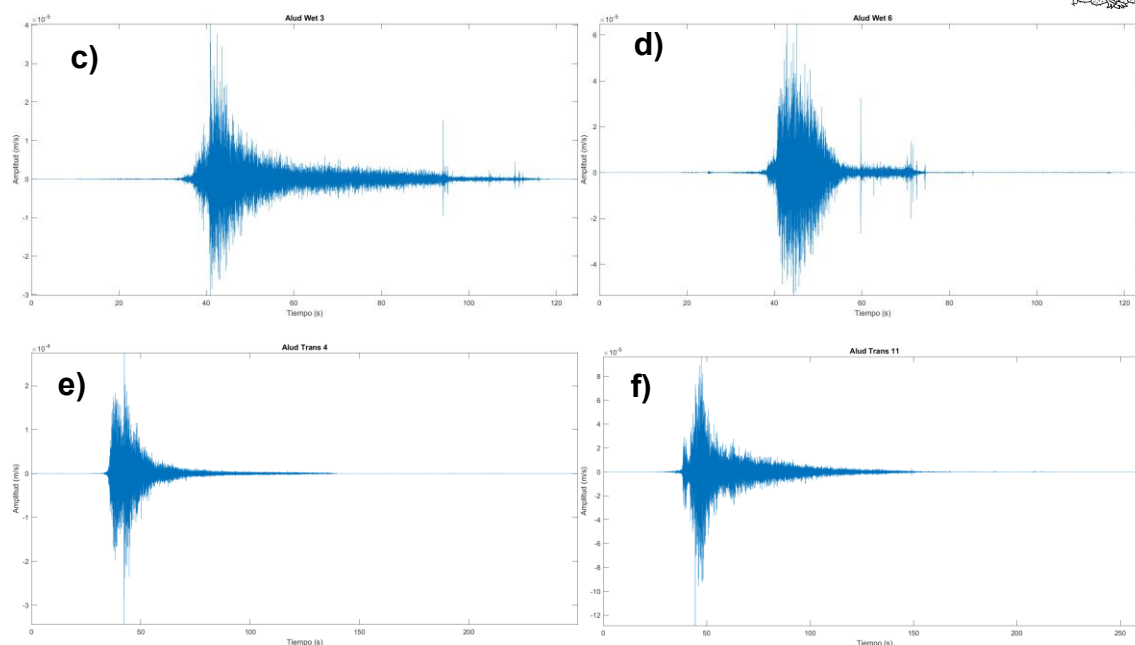 Alud Wet 3
×10⁻⁵
c)
4
3
2
1
0
-1
-2
-3
Amplitud (m/s)
0 20 40 60 80 100 120
Tiempo (s)
Alud Wet 6
×10⁻⁵
d)
6
4
2
0
-2
-4
Amplitud (m/s)
0 20 40 60 80 100 120
Tiempo (s)
Alud Trans 4
×10⁻⁴
e)
2
1
0
-1
-2
-3
Amplitud (m/s)
0 50 100 150 200
Tiempo (s)
Alud Trans 11
×10⁻⁵
f)
8
6
4
2
0
-2
-4
-6
-8
-10
-12
Amplitud (m/s)
0 50 100 150 200 250
Tiempo (s)